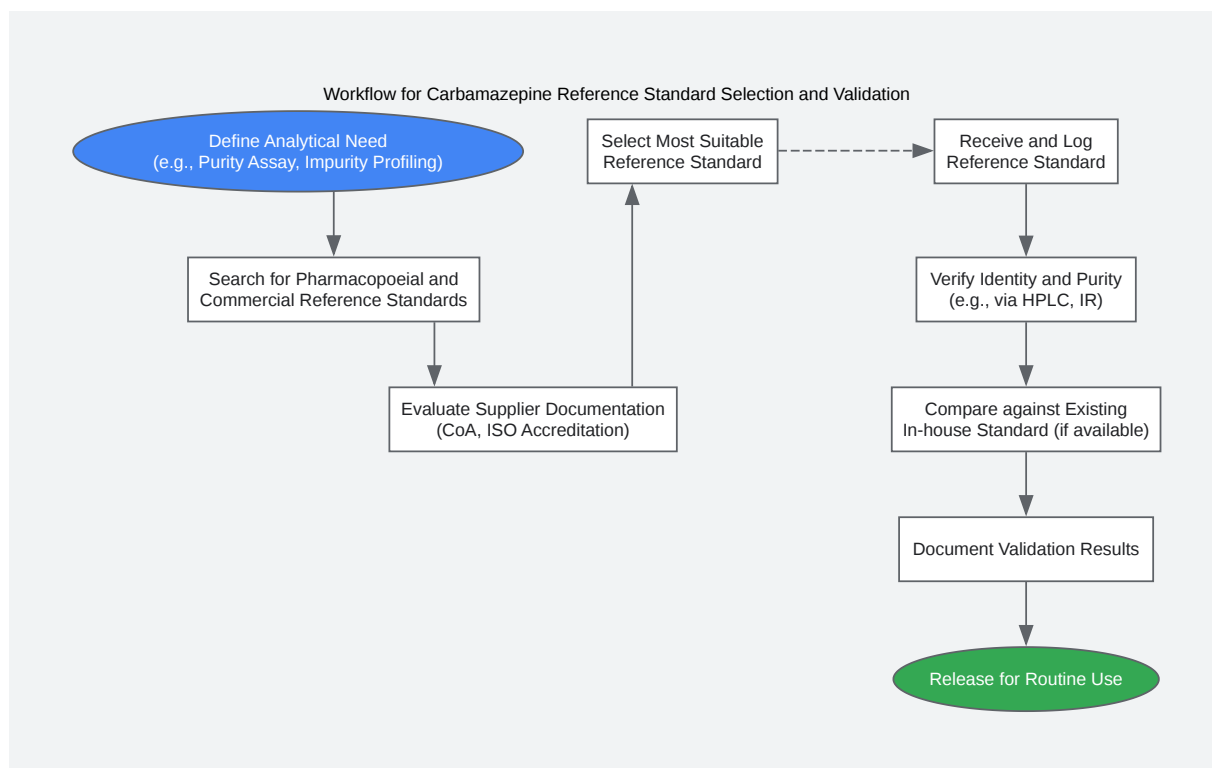 Workflow for Carbamazepine Reference Standard Selection and Validation
Define Analytical Need
(e.g., Purity Assay, Impurity Profiling)
Search for Pharmacopoeial and
Commercial Reference Standards
Evaluate Supplier Documentation
(CoA, ISO Accreditation)
Select Most Suitable
Reference Standard
Receive and Log
Reference Standard
Verify Identity and Purity
(e.g., via HPLC, IR)
Compare against Existing
In-house Standard (if available)
Document Validation Results
Release for Routine Use